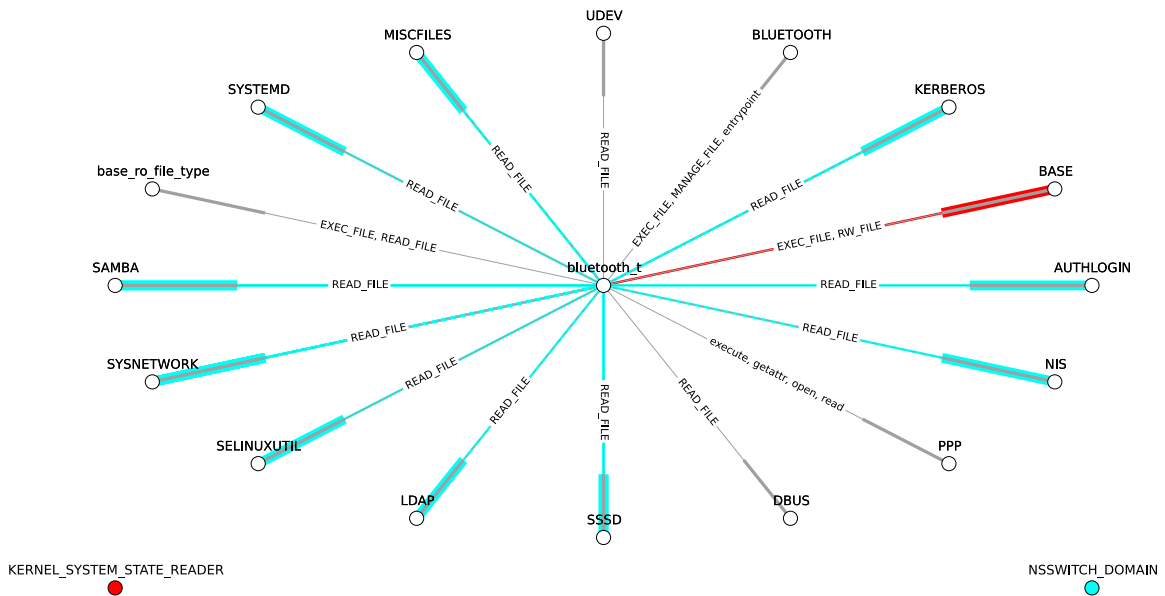 UDEV
MISCFILES
BLUETOOTH
SYSTEMD
KERBEROS
base_ro_file_type
BASE
READ_FILE
READ_FILE
EXEC_FILE, MANAGE_FILE, entrypoint
READ_FILE
READ_FILE
EXEC_FILE, READ_FILE
EXEC_FILE, RW_FILE
SAMBA
bluetooth_t
AUTHLOGIN
READ_FILE
READ_FILE
SYSNETWORK
READ_FILE
READ_FILE
NIS
READ_FILE
execute, getattr, open, read
READ_FILE
READ_FILE
READ_FILE
SELINUXUTIL
PPP
LDAP
SSSD
DBUS
KERNEL_SYSTEM_STATE_READER
NSSWITCH_DOMAIN